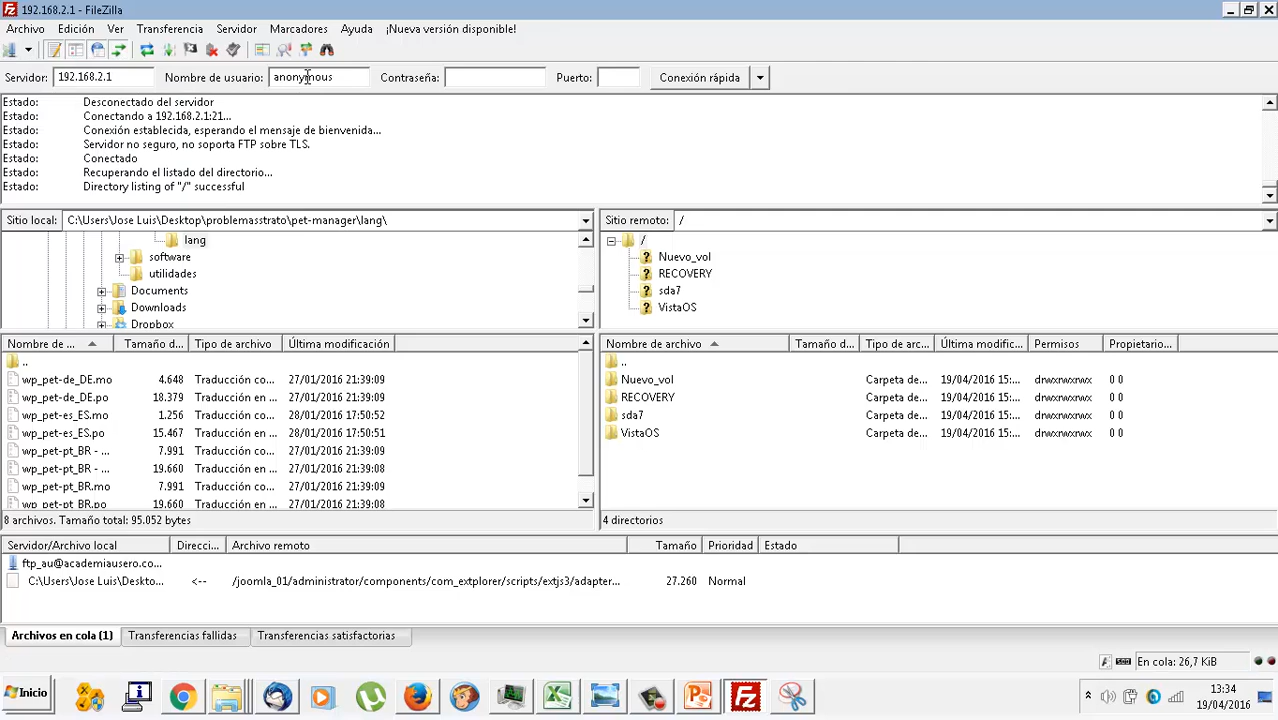 192.168.2.1 - FileZilla
Archivo Edición Ver Transferencia Servidor Marcadores Ayuda ¡Nueva versión disponible!
Servidor: 192.168.2.1 Nombre de usuario: anonymous Contraseña: Puerto: Conexión rápida
Estado: Desconectado del servidor
Estado: Conectando a 192.168.2.1:21...
Estado: Conexión establecida, esperando el mensaje de bienvenida...
Estado: Servidor no seguro, no soporta FTP sobre TLS.
Estado: Conectado
Estado: Recuperando el listado del directorio...
Estado: Directory listing of "/" successful
Sitio local: C:\Users\Jose Luis\Desktop\problemasstrato\pet-manager\lang\
lang
software
utilidades
Documents
Downloads
Dropbox
Sitio remoto: /
/
Nuevo_vol
RECOVERY
sda7
VistaOS
Nombre de ... Tamaño d... Tipo de archivo Última modificación
..
wp_pet-de_DE.mo 4.648 Traducción co... 27/01/2016 21:39:09
wp_pet-de_DE.po 18.379 Traducción en ... 27/01/2016 21:39:09
wp_pet-es_ES.mo 1.256 Traducción co... 28/01/2016 17:50:52
wp_pet-es_ES.po 15.467 Traducción en ... 28/01/2016 17:50:51
wp_pet-pt_BR - ... 7.991 Traducción co... 27/01/2016 21:39:09
wp_pet-pt_BR - ... 19.660 Traducción en ... 27/01/2016 21:39:08
wp_pet-pt_BR.mo 7.991 Traducción co... 27/01/2016 21:39:09
wp_pet-pt_BR.po 19.660 Traducción en ... 27/01/2016 21:39:08
8 archivos. Tamaño total: 95.052 bytes
Nombre de archivo Tamaño d... Tipo de arc... Última modific... Permisos Propietario...
..
Nuevo_vol Carpeta de... 19/04/2016 15:... drwxrwxrwx 0 0
RECOVERY Carpeta de... 19/04/2016 15:... drwxrwxrwx 0 0
sda7 Carpeta de... 19/04/2016 15:... drwxrwxrwx 0 0
VistaOS Carpeta de... 19/04/2016 15:... drwxrwxrwx 0 0
4 directorios
Servidor/Archivo local Direcci... Archivo remoto Tamaño Prioridad Estado
ftp_au@academiausero.co...
C:\Users\Jose Luis\Deskto... <-- /joomla_01/administrator/components/com_extplorer/scripts/extjs3/adapter... 27.260 Normal
Archivos en cola (1) Transferencias fallidas Transferencias satisfactorias
En cola: 26,7 KiB
Inicio
13:34
19/04/2016